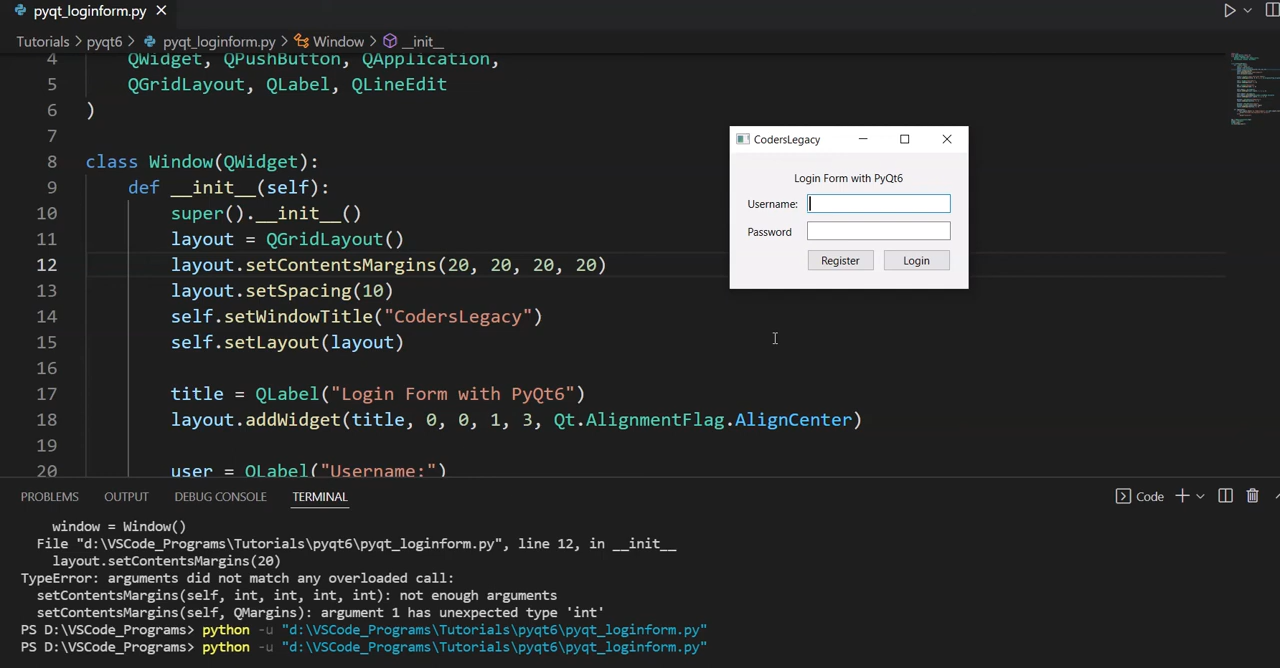 pyqt_loginform.py
Tutorials > pyqt6 > pyqt_loginform.py > Window > __init__
4 QWidget, QPushButton, QApplication,
5 QGridLayout, QLabel, QLineEdit
6 )
7
8 class Window(QWidget):
9 def __init__(self):
10 super().__init__()
11 layout = QGridLayout()
12 layout.setContentsMargins(20, 20, 20, 20)
13 layout.setSpacing(10)
14 self.setWindowTitle("CodersLegacy")
15 self.setLayout(layout)
16
17 title = QLabel("Login Form with PyQt6")
18 layout.addWidget(title, 0, 0, 1, 3, Qt.AlignmentFlag.AlignCenter)
19
20 user = QLabel("Username:")
CodersLegacy
Login Form with PyQt6
Username:
Password
Register Login
PROBLEMS OUTPUT DEBUG CONSOLE TERMINAL Code
window = Window()
File "d:\VSCode_Programs\Tutorials\pyqt6\pyqt_loginform.py", line 12, in __init__
layout.setContentsMargins(20)
TypeError: arguments did not match any overloaded call:
setContentsMargins(self, int, int, int, int): not enough arguments
setContentsMargins(self, QMargins): argument 1 has unexpected type 'int'
PS D:\VSCode_Programs> python -u "d:\VSCode_Programs\Tutorials\pyqt6\pyqt_loginform.py"
PS D:\VSCode_Programs> python -u "d:\VSCode_Programs\Tutorials\pyqt6\pyqt_loginform.py"